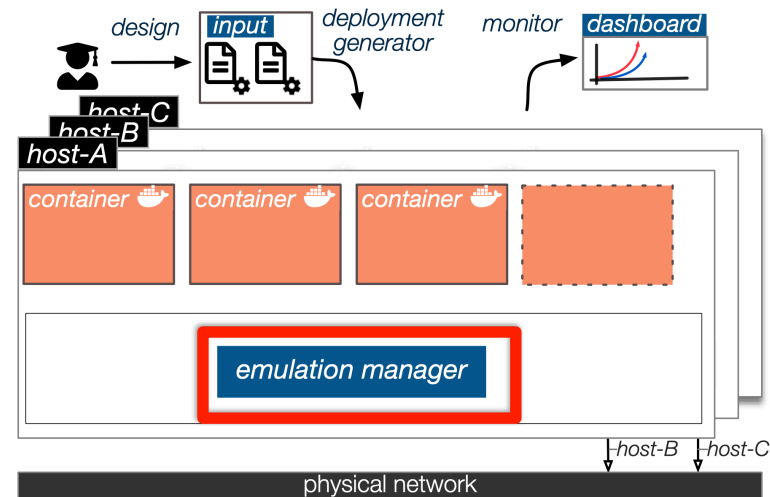 design
input
deployment
generator
monitor
dashboard
host-C
host-B
host-A
container
container
container
emulation manager
host-B
host-C
physical network